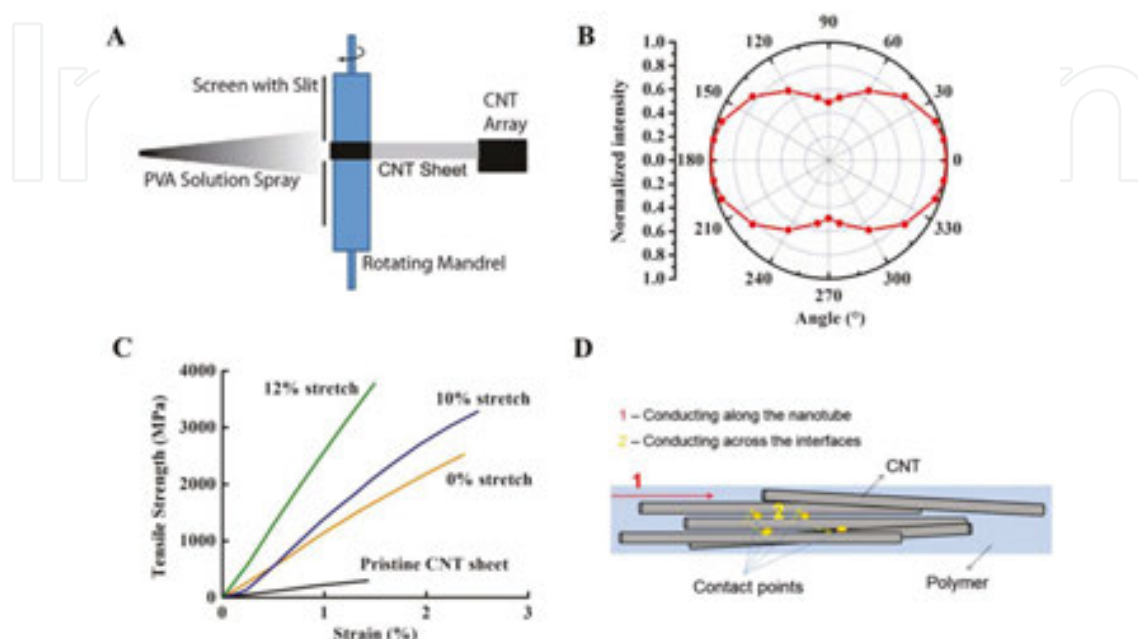 A
Screen with Slit
CNT
Array
CNT Sheet
PVA Solution Spray
Rotating Mandrel
B
90
120
60
150
30
180
0
210
330
240
300
270
1.0
0.8
0.6
0.4
0.2
0.0
0.2
0.4
0.6
0.8
1.0
Normalized intensity
Angle (°)
C
4000
3000
2000
1000
0
Tensile Strength (MPa)
12% stretch
10% stretch
0% stretch
Pristine CNT sheet
0
1
2
3
Strain (%)
D
1 – Conducting along the nanotube
2 – Conducting across the interfaces
CNT
1
2
Contact points
Polymer